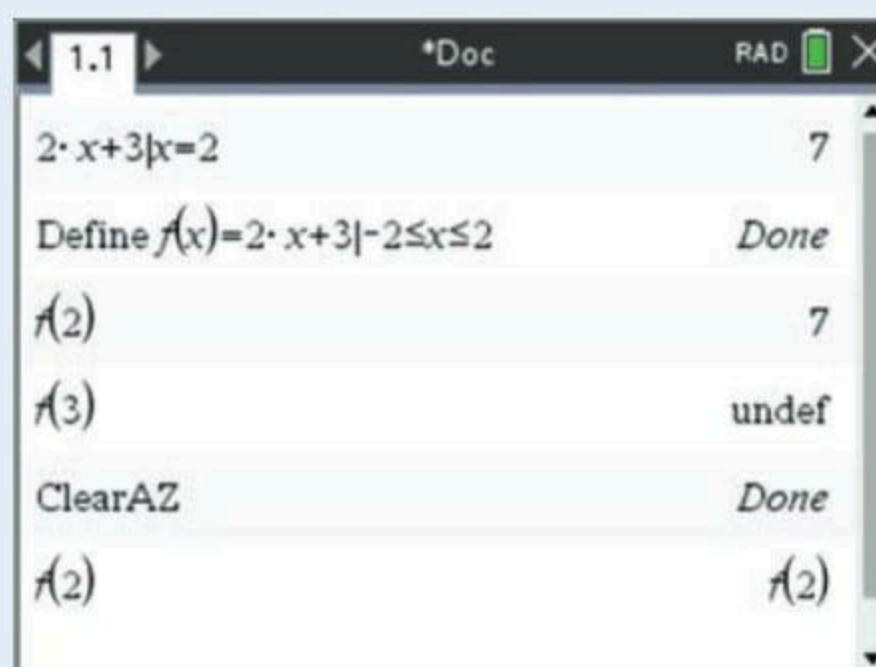 1.1 *Doc RAD
2· x+3|x=2 7
Define f(x)=2· x+3|-2≤x≤2 Done
f(2) 7
f(3) undef
ClearAZ Done
f(2) f(2)